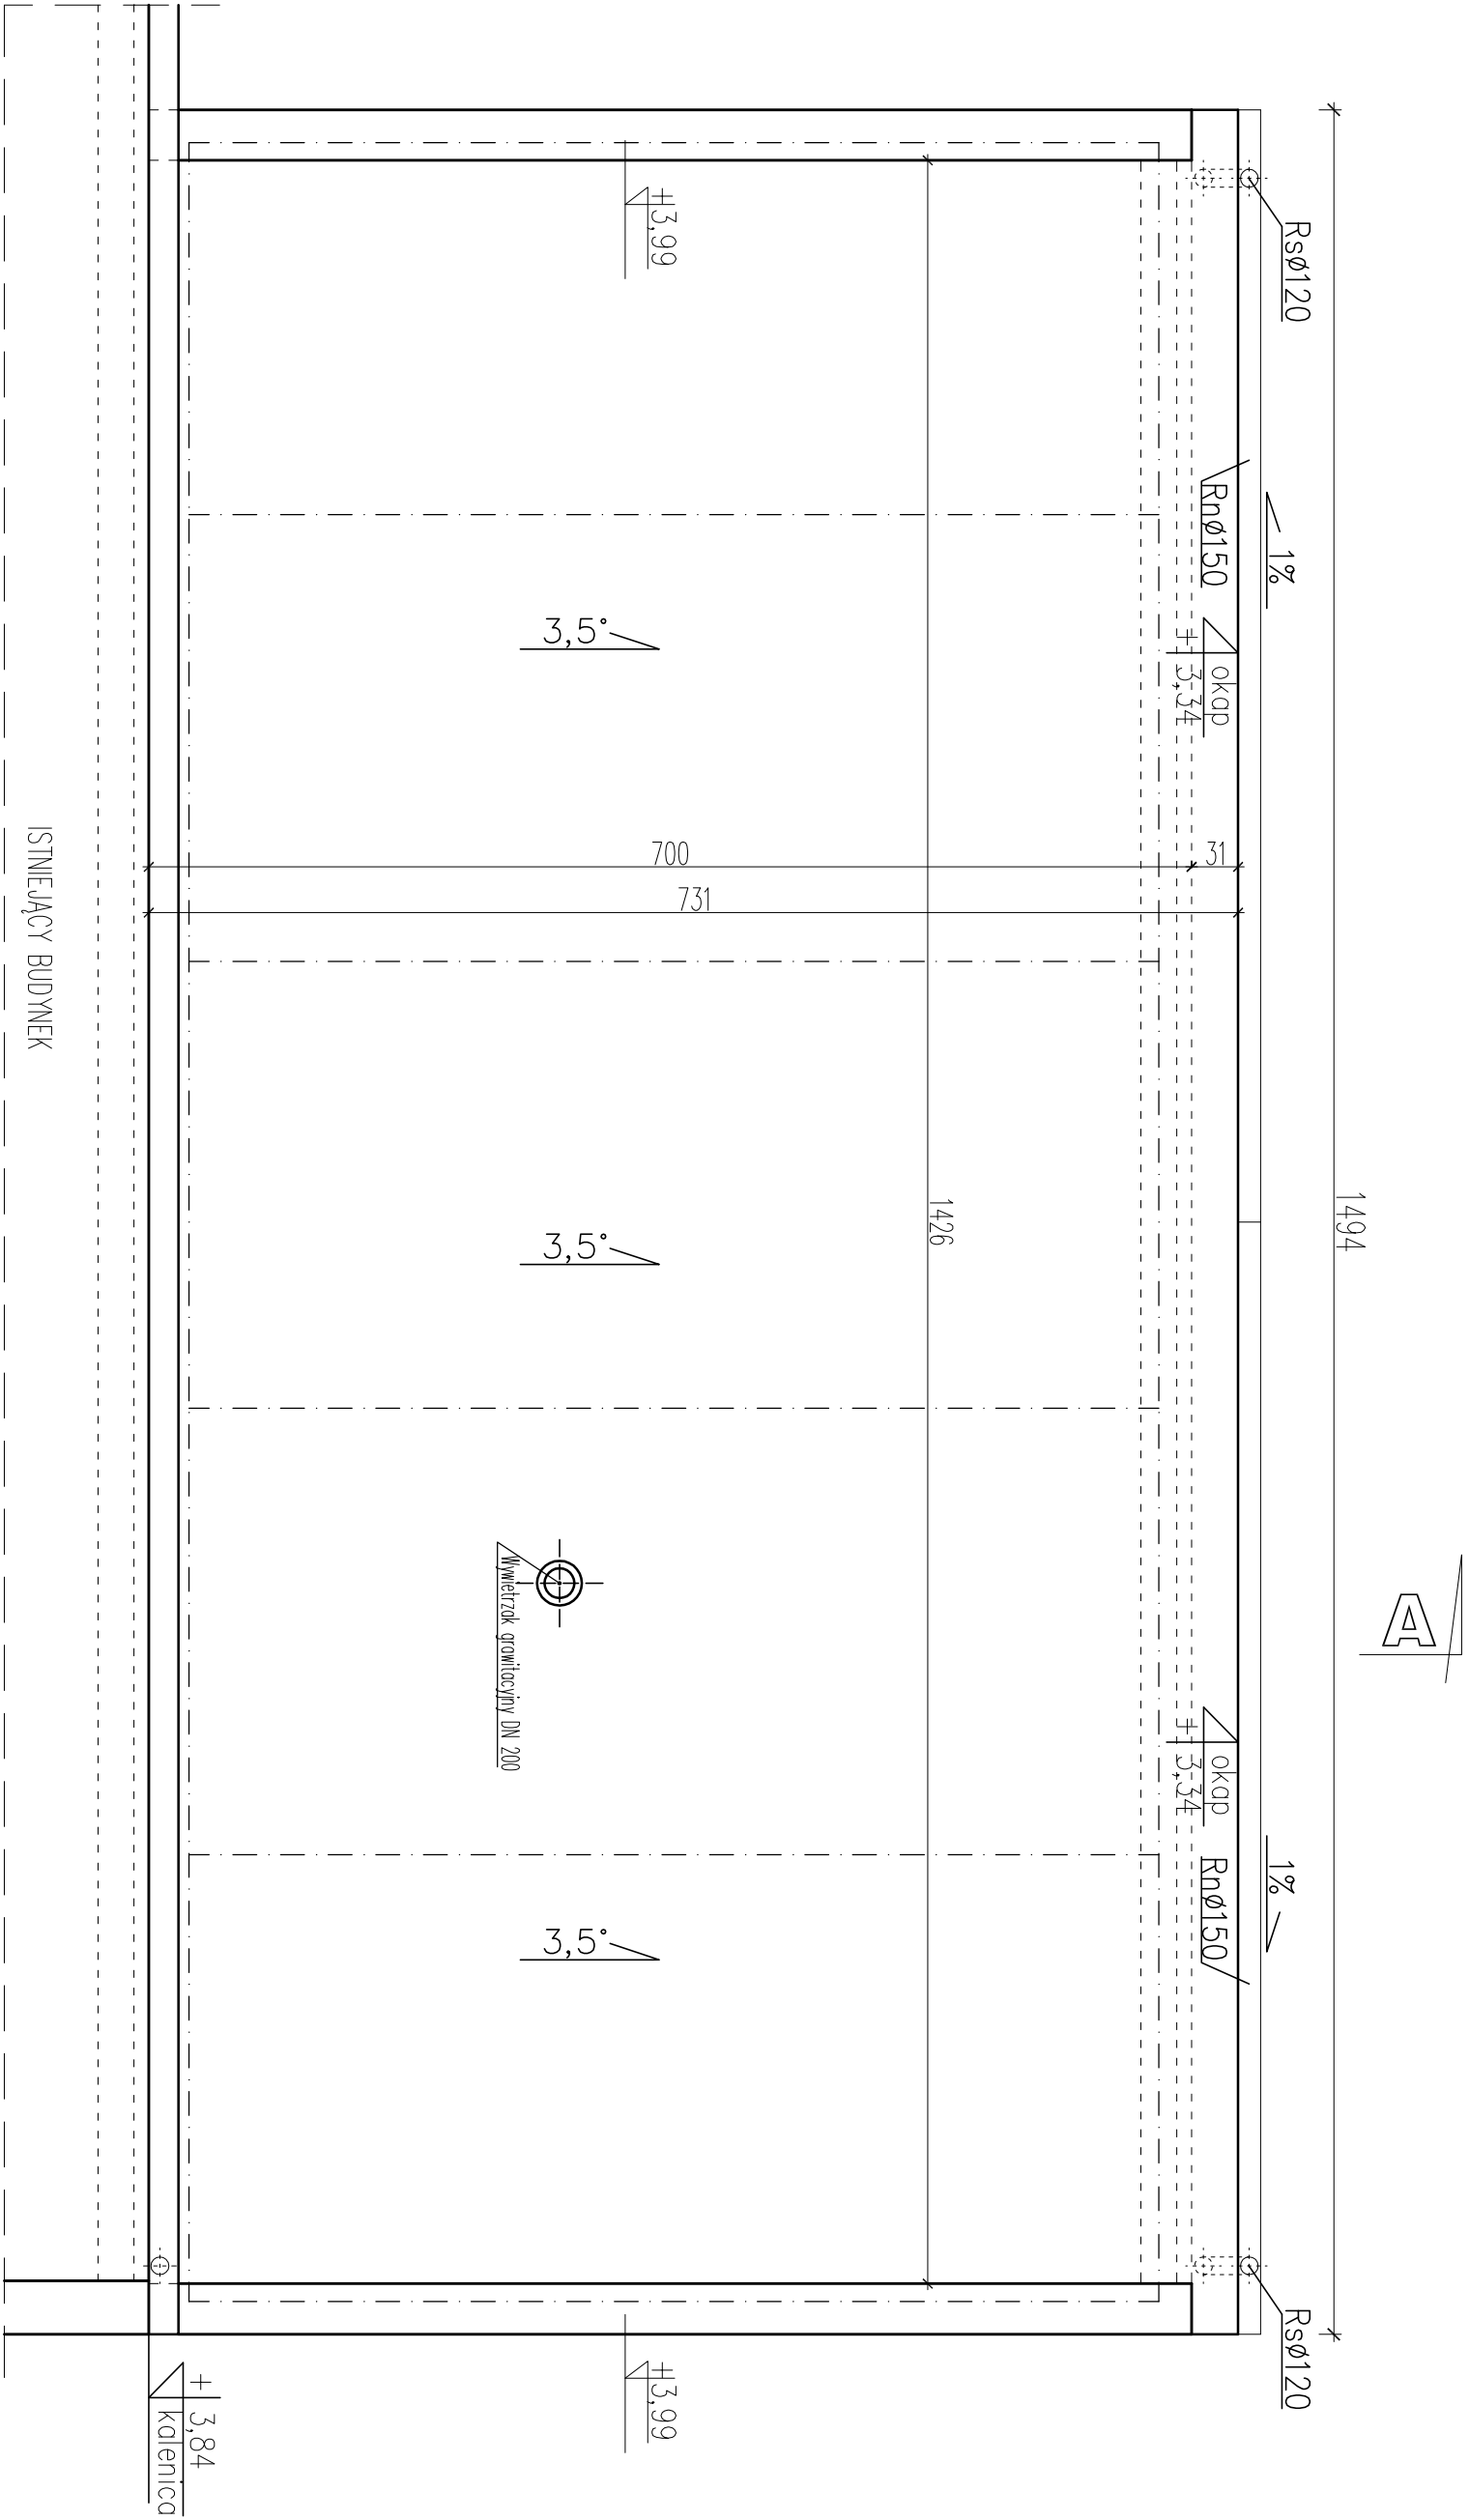 Rsø120
+3,99
Rnø150
1%
3,5°
okap
+ 3,34
700
31
731
ISTNIEJĄCY BUDYNEK
1494
1426
3,5°
Wywietrzak grawitacyjny DN 200
A
okap
+ 3,34
Rnø150
1%
3,5°
Rsø120
+3,99
+ 3,84
kalenica